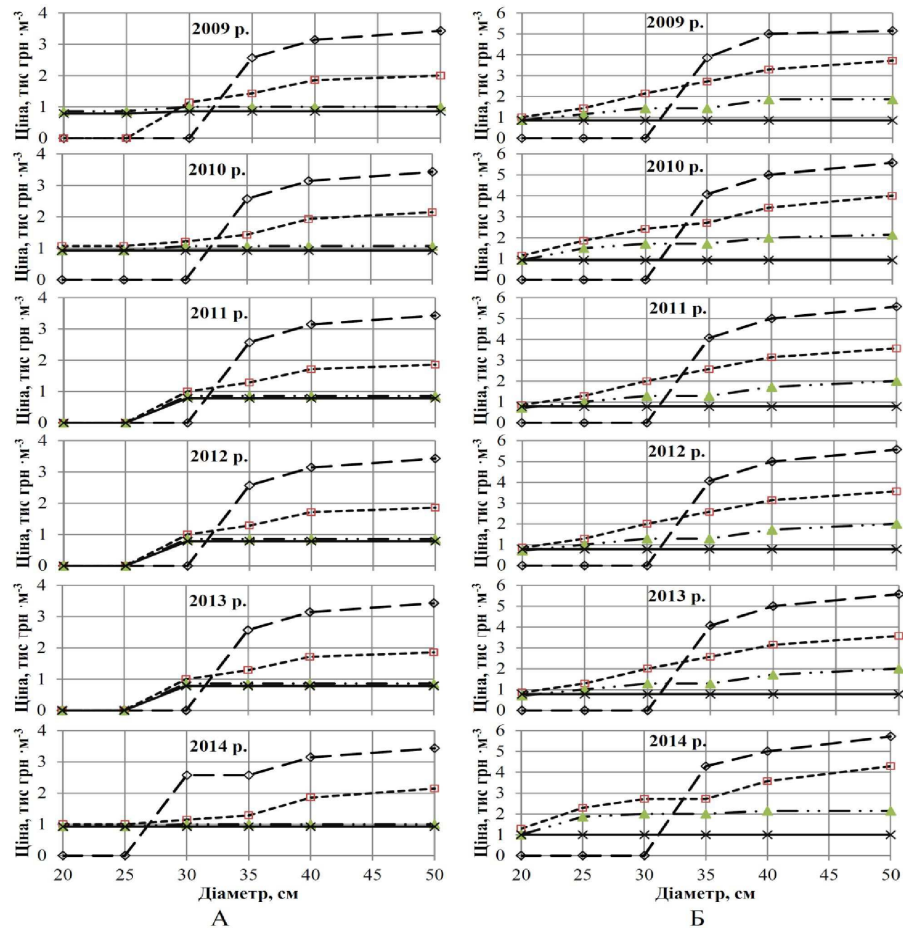 Ціна, тис грн ·м⁻³
4
3
2
1
0
2009 р.
Ціна, тис грн ·м⁻³
6
5
4
3
2
1
0
2009 р.
Ціна, тис грн ·м⁻³
4
3
2
1
0
2010 р.
Ціна, тис грн ·м⁻³
6
5
4
3
2
1
0
2010 р.
Ціна, тис грн ·м⁻³
4
3
2
1
0
2011 р.
Ціна, тис грн ·м⁻³
6
5
4
3
2
1
0
2011 р.
Ціна, тис грн ·м⁻³
4
3
2
1
0
2012 р.
Ціна, тис грн ·м⁻³
6
5
4
3
2
1
0
2012 р.
Ціна, тис грн ·м⁻³
4
3
2
1
0
2013 р.
Ціна, тис грн ·м⁻³
6
5
4
3
2
1
0
2013 р.
Ціна, тис грн ·м⁻³
4
3
2
1
0
2014 р.
20 25 30 35 40 45 50
Діаметр, см
А
Ціна, тис грн ·м⁻³
6
5
4
3
2
1
0
2014 р.
20 25 30 35 40 45 50
Діаметр, см
Б